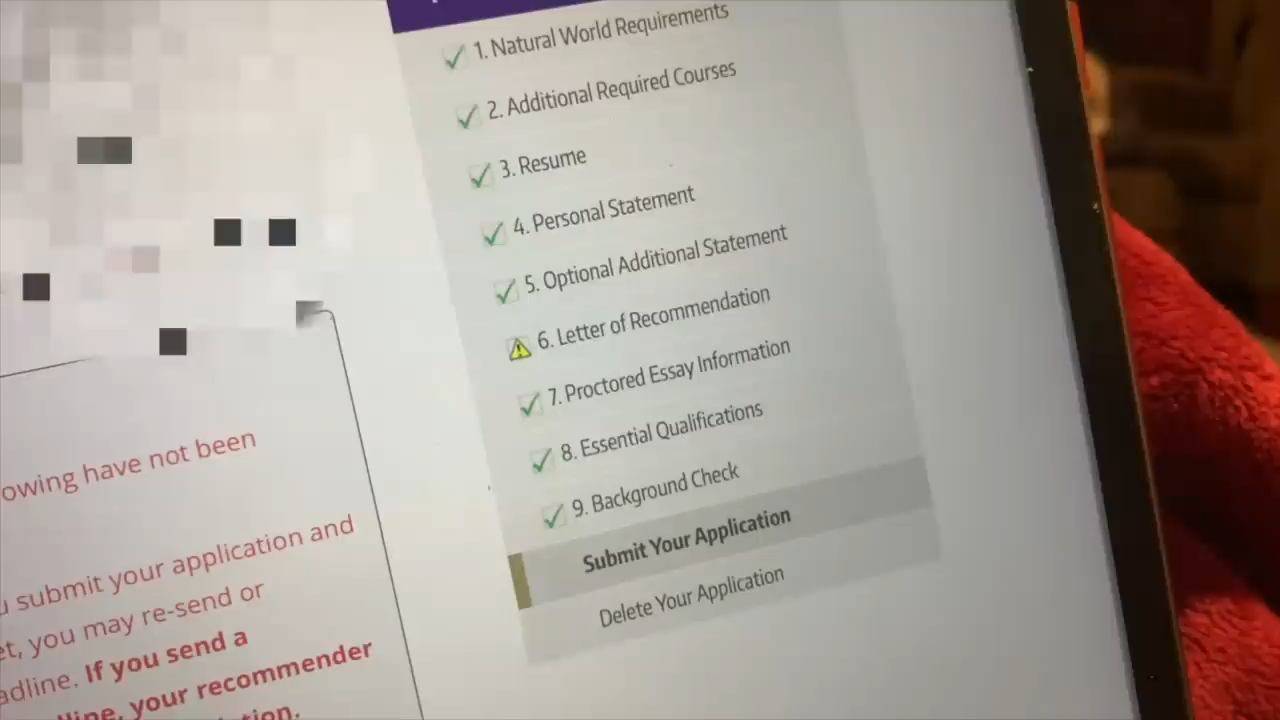 1. Natural World Requirements
2. Additional Required Courses
3. Resume
4. Personal Statement
5. Optional Additional Statement
6. Letter of Recommendation
7. Proctored Essay Information
8. Essential Qualifications
9. Background Check
Submit Your Application
Delete Your Application
have not been
submit your application and
you may re-send or
If you send a
your recommender